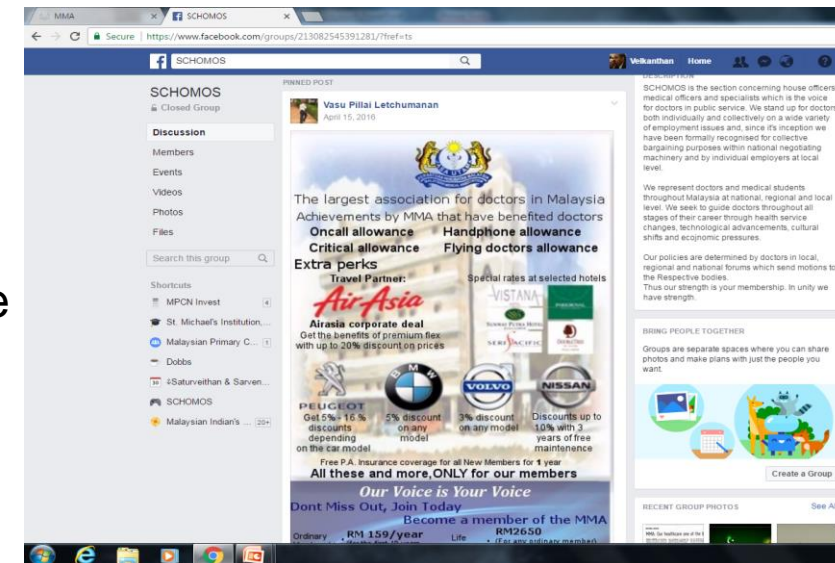 MMA
SCHOMOS
Secure
https://www.facebook.com/groups/213082545391281/?fref=ts
SCHOMOS
Velkanthan
Home
SCHOMOS
Closed Group
Discussion
Members
Events
Videos
Photos
Files
Search this group
Shortcuts
MPCN Invest 4
St. Michael's Institution,...
Malaysian Primary C... 1
Dobbs
+Saturveithan & Sarven...
SCHOMOS
Malaysian Indian's ... 20+
e
PINNED POST
Vasu Pillai Letchumanan
April 15, 2016
The largest association for doctors in Malaysia
Achievements by MMA that have benefited doctors
Oncall allowance Handphone allowance
Critical allowance Flying doctors allowance
Extra perks
Travel Partner:
AirAsia
Airasia corporate deal
Get the benefits of premium flex
with up to 20% discount on prices
Special rates at selected hotels
VISTANA
SERI PACIFIC
PEUGEOT
Get 5% - 16 %
discounts
depending
on the car model
BMW
5% discount
on any
model
VOLVO
3% discount
on any model
NISSAN
Discounts up to
10% with 3
years of free
maintenence
Free P.A. Insurance coverage for all New Members for 1 year
All these and more,ONLY for our members
Our Voice is Your Voice
Dont Miss Out, Join Today
Become a member of the MMA
Ordinary RM 159/year
Life RM2650
(For any ordinary member)
DESCRIPTION
SCHOMOS is the section concerning house officers
medical officers and specialists which is the voice
for doctors in public service. We stand up for doctors
both individually and collectively on a wide variety
of employment issues and, since it's inception we
have been formally recognised for collective
bargaining purposes within national negotiating
machinery and by individual employers at local
level.
We represent doctors and medical students
throughout Malaysia at national, regional and local
level. We seek to guide doctors throughout all
stages of their career through health service
changes, technological advancements, cultural
shifts and ecojnomic pressures.
Our policies are determined by doctors in local,
regional and national forums which send motions to
the Respective bodies.
Thus our strength is your membership. In unity we
have strength.
BRING PEOPLE TOGETHER
Groups are separate spaces where you can share
photos and make plans with just the people you
want.
Create a Group
RECENT GROUP PHOTOS
See Al